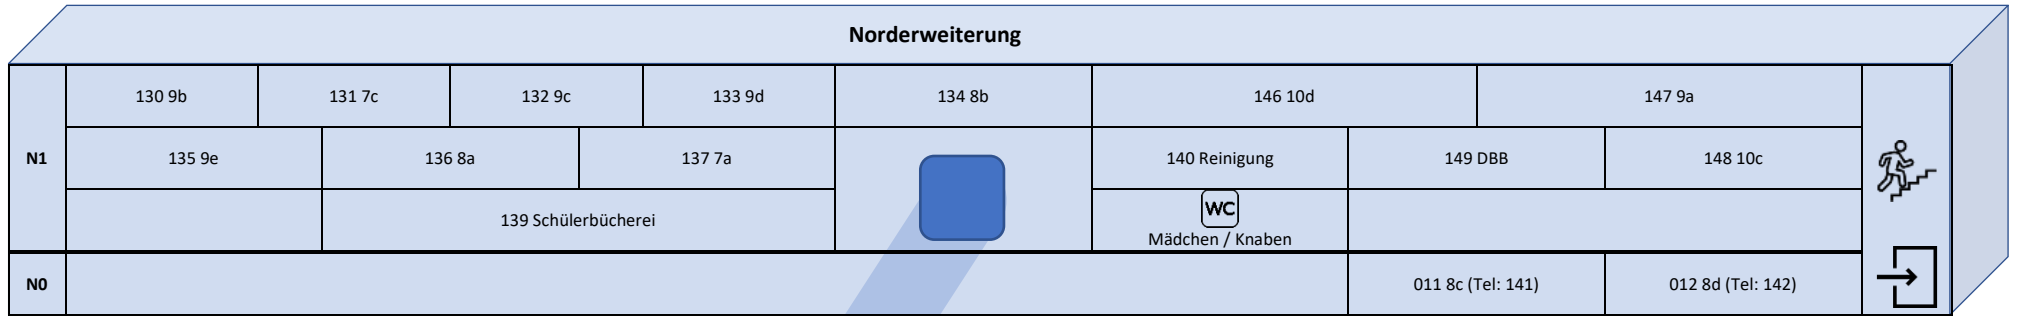 Norderweiterung
130 9b
131 7c
132 9c
133 9d
134 8b
146 10d
147 9a
N1
135 9e
136 8a
137 7a
140 Reinigung
149 DBB
148 10c
139 Schülerbücherei
WC
Mädchen / Knaben
N0
011 8c (Tel: 141)
012 8d (Tel: 142)